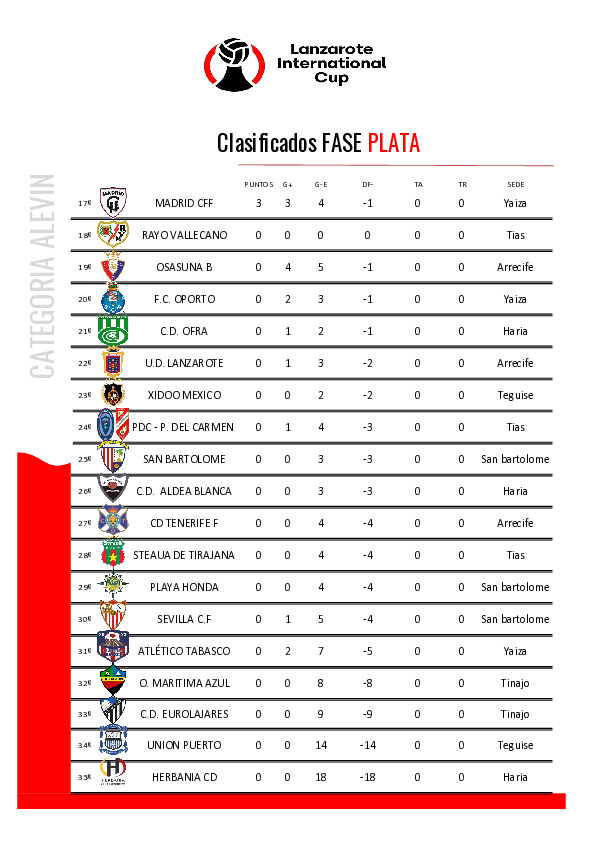 Lanzarote
International
Cup
Clasificados FASE PLATA
CATEGORIA ALEVIN
PUNTOS G+ G-E DF- TA TR SEDE
17º MADRID CFF 3 3 4 -1 0 0 Yaiza
18º RAYO VALLECANO 0 0 0 0 0 0 Tias
19º OSASUNA B 0 4 5 -1 0 0 Arrecife
20º F.C. OPORTO 0 2 3 -1 0 0 Yaiza
21º C.D. OFRA 0 1 2 -1 0 0 Haria
22º U.D. LANZAROTE 0 1 3 -2 0 0 Arrecife
23º XIDOO MEXICO 0 0 2 -2 0 0 Teguise
24º PDC - P. DEL CARMEN 0 1 4 -3 0 0 Tias
25º SAN BARTOLOME 0 0 3 -3 0 0 San bartolome
26º C.D. ALDEA BLANCA 0 0 3 -3 0 0 Haria
27º CD TENERIFE F 0 0 4 -4 0 0 Arrecife
28º STEAUA DE TIRAJANA 0 0 4 -4 0 0 Tias
29º PLAYA HONDA 0 0 4 -4 0 0 San bartolome
30º SEVILLA C.F 0 1 5 -4 0 0 San bartolome
31º ATLÉTICO TABASCO 0 2 7 -5 0 0 Yaiza
32º O. MARITIMA AZUL 0 0 8 -8 0 0 Tinajo
33º C.D. EUROLAJARES 0 0 9 -9 0 0 Tinajo
34º UNION PUERTO 0 0 14 -14 0 0 Teguise
35º HERBANIA CD 0 0 18 -18 0 0 Haria